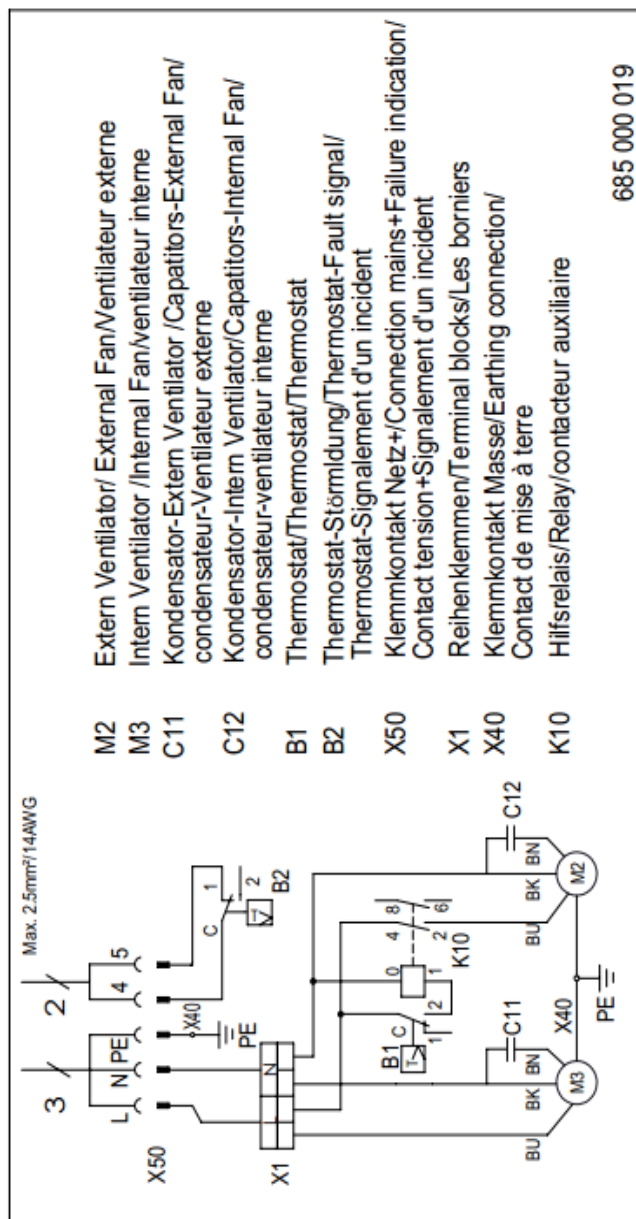 Max. 2.5mm²/14AWG
3
2
L
N
PE
4
5
X50
X40
PE
C
1
2
B2
X1
L
N
B1
C
1
2
0
1
K10
4
8
2
6
C11
C12
BU
BK
BN
BU
BK
BN
M3
M2
X40
PE
M2 Extern Ventilator/ External Fan/Ventilateur externe
M3 Intern Ventilator /Internal Fan/ventilateur interne
C11 Kondensator-Extern Ventilator /Capatitors-External Fan/
condensateur-Ventilateur externe
C12 Kondensator-Intern Ventilator/Capatitors-Internal Fan/
condensateur-ventilateur interne
B1 Thermostat/Thermostat/Thermostat
B2 Thermostat-Störmldung/Thermostat-Fault signal/
Thermostat-Signalement d'un incident
X50 Klemmkontakt Netz+/Connection mains+Failure indication/
Contact tension+Signalement d'un incident
X1 Reihenklemmen/Terminal blocks/Les borniers
X40 Klemmkontakt Masse/Earthing connection/
Contact de mise à terre
K10 Hilfsrelais/Relay/contacteur auxiliaire
685 000 019